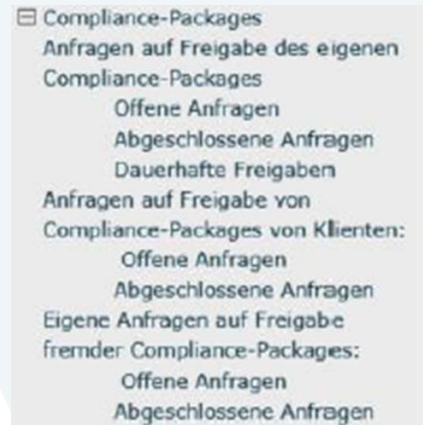 Compliance-Packages
Anfragen auf Freigabe des eigenen
Compliance-Packages
Offene Anfragen
Abgeschlossene Anfragen
Dauerhafte Freigaben
Anfragen auf Freigabe von
Compliance-Packages von Klienten:
Offene Anfragen
Abgeschlossene Anfragen
Eigene Anfragen auf Freigabe
fremder Compliance-Packages:
Offene Anfragen
Abgeschlossene Anfragen